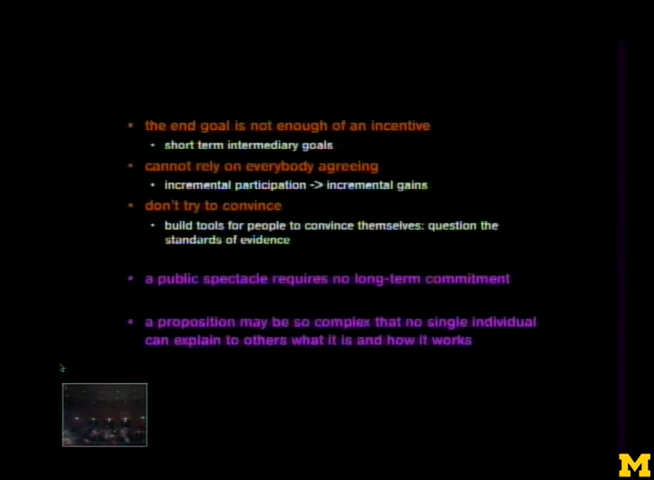 • the end goal is not enough of an incentive
• short term intermediary goals
• cannot rely on everybody agreeing
• incremental participation -> incremental gains
• don't try to convince
• build tools for people to convince themselves: question the
standards of evidence
• a public spectacle requires no long-term commitment
• a proposition may be so complex that no single individual
can explain to others what it is and how it works
M